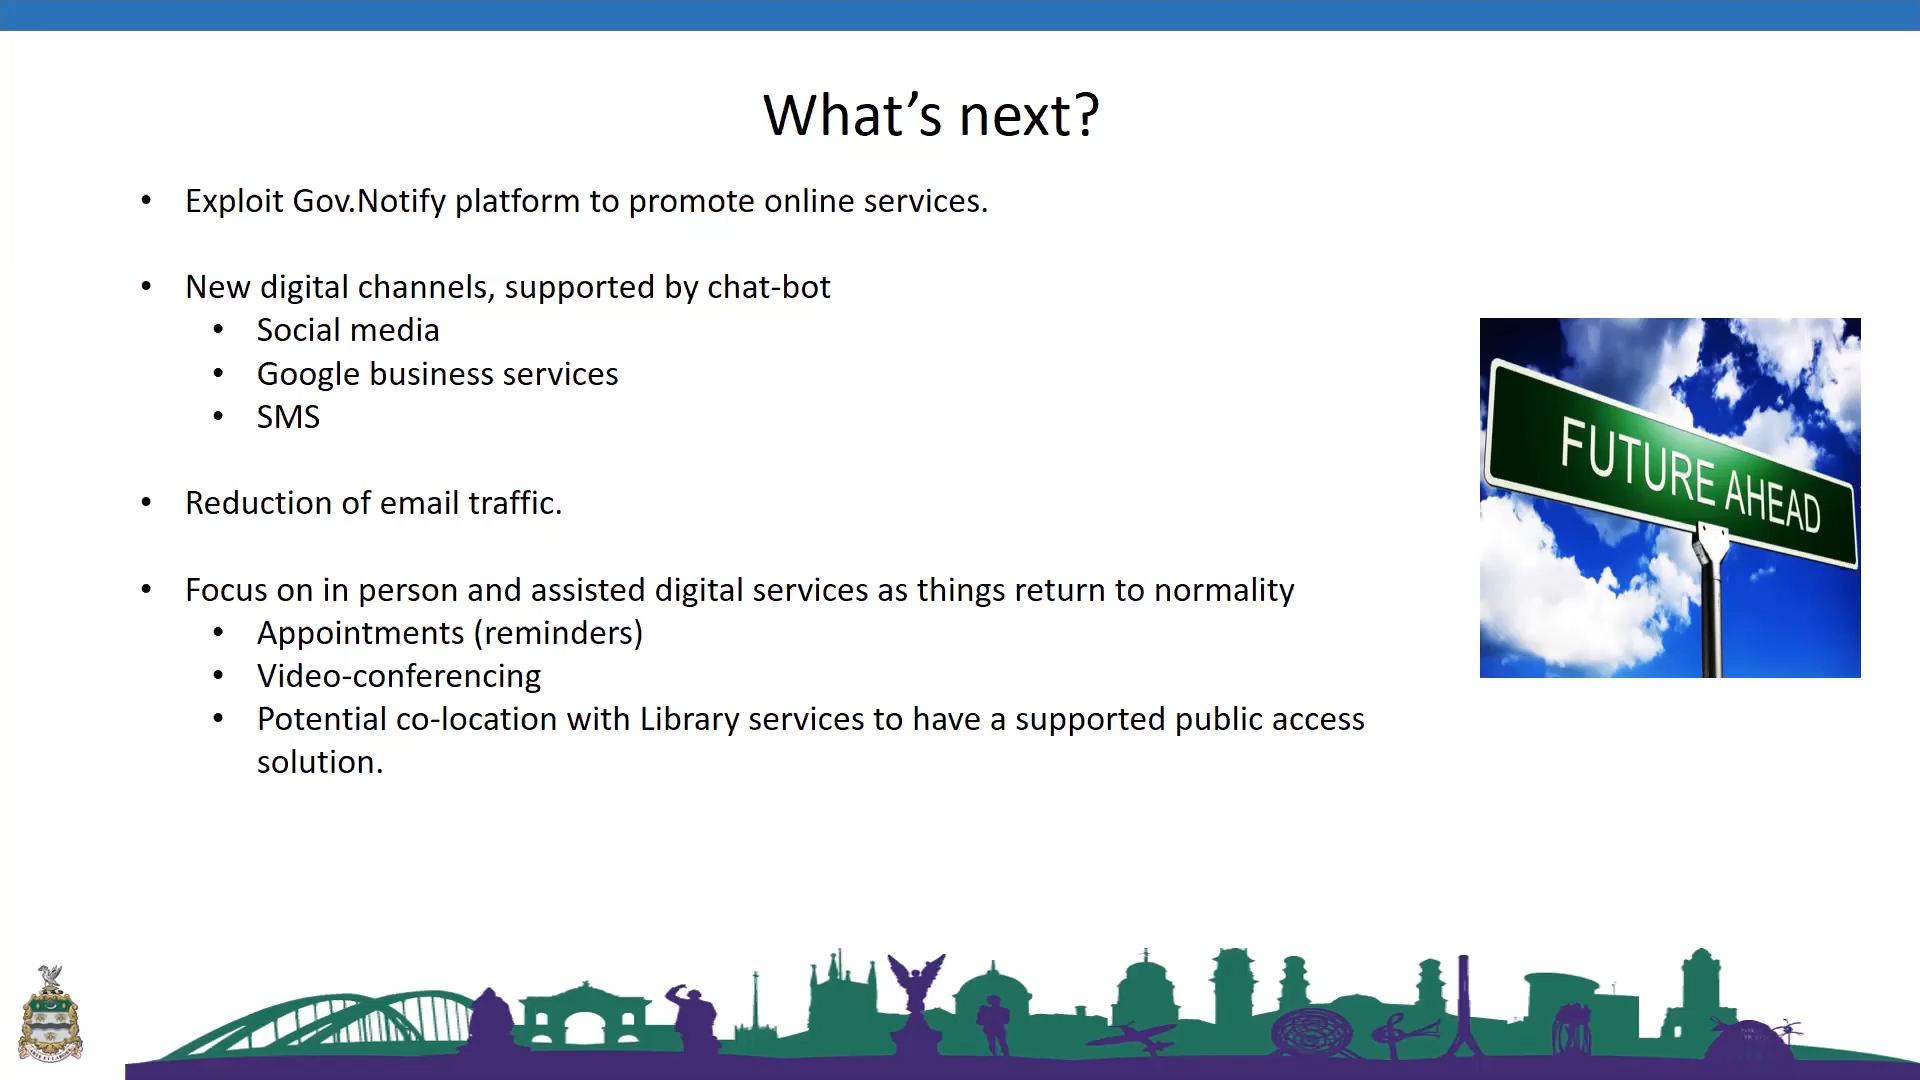 What's next?
• Exploit Gov.Notify platform to promote online services.
• New digital channels, supported by chat-bot
• Social media
• Google business services
• SMS
• Reduction of email traffic.
• Focus on in person and assisted digital services as things return to normality
• Appointments (reminders)
• Video-conferencing
• Potential co-location with Library services to have a supported public access
solution.
FUTURE AHEAD
ARTE ET LABORE